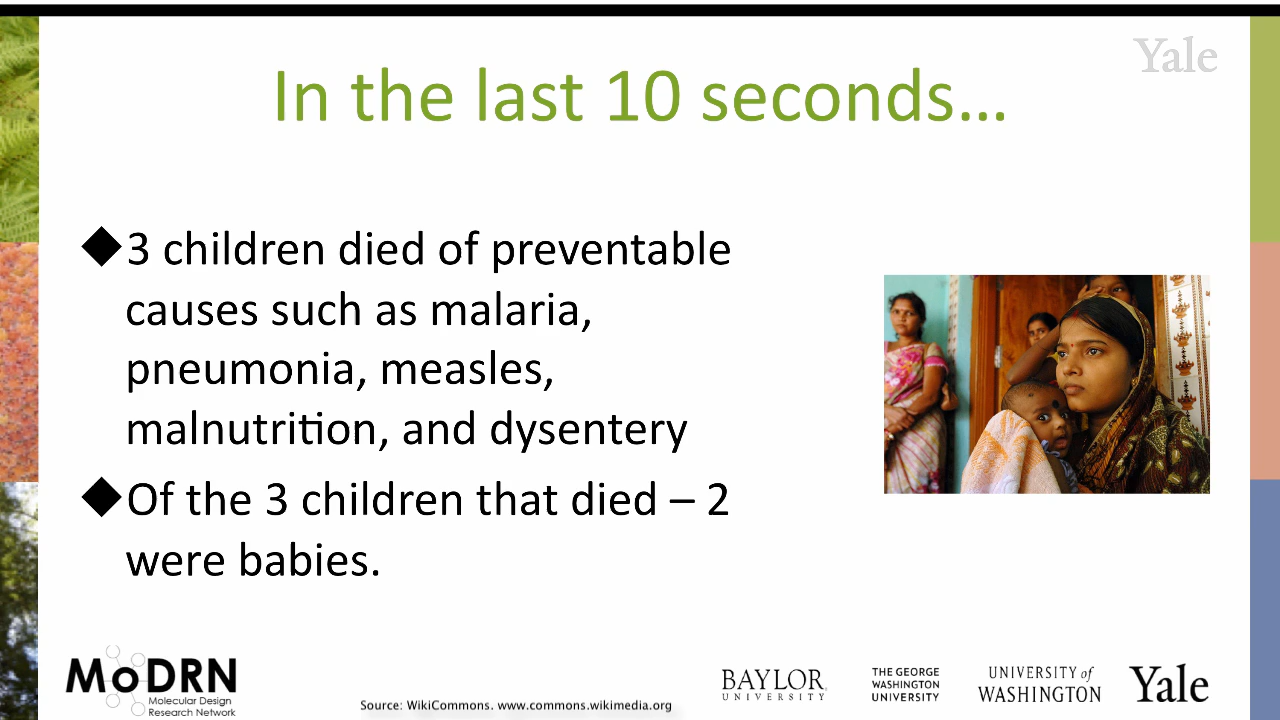 Yale
In the last 10 seconds...
◆3 children died of preventable
causes such as malaria,
pneumonia, measles,
malnutrition, and dysentery
◆Of the 3 children that died – 2
were babies.
MoDRN
Molecular Design
Research Network
Source: WikiCommons. www.commons.wikimedia.org
BAYLOR
UNIVERSITY
THE GEORGE
WASHINGTON
UNIVERSITY
UNIVERSITY of
WASHINGTON
Yale